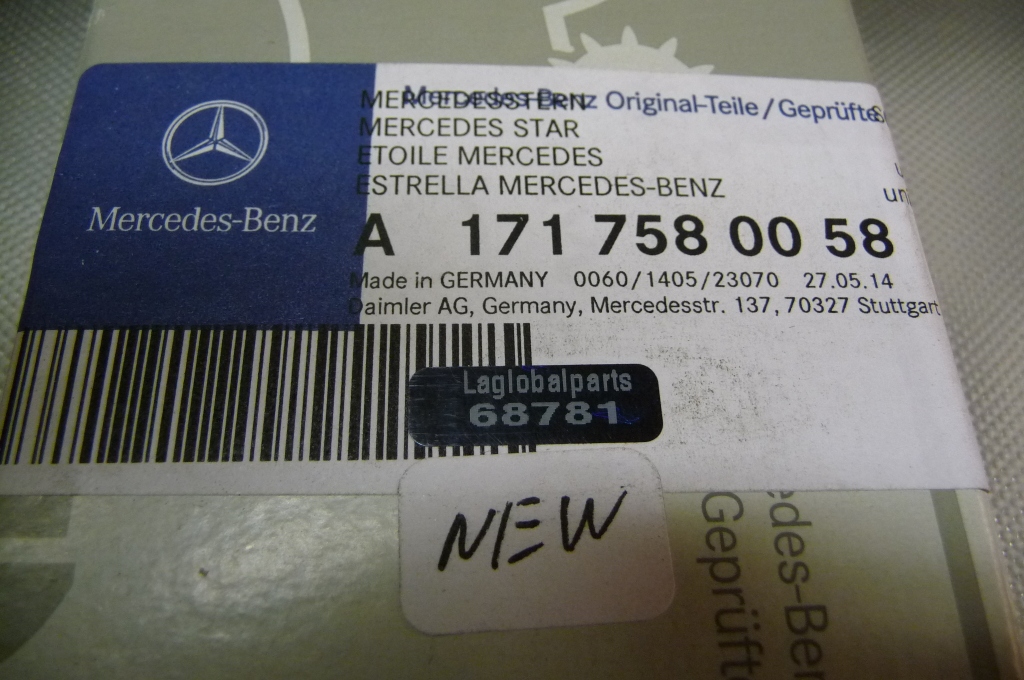 Mercedes-Benz Original-Teile / Geprüfte
MERCEDESSTERN
MERCEDES STAR
ETOILE MERCEDES
ESTRELLA MERCEDES-BENZ
Mercedes-Benz
A 171 758 00 58
Made in GERMANY 0060/1405/23070 27.05.14
Daimler AG, Germany, Mercedesstr. 137, 70327 Stuttgart
Laglobalparts
68781
NEW
edes-Ben
Geprüft